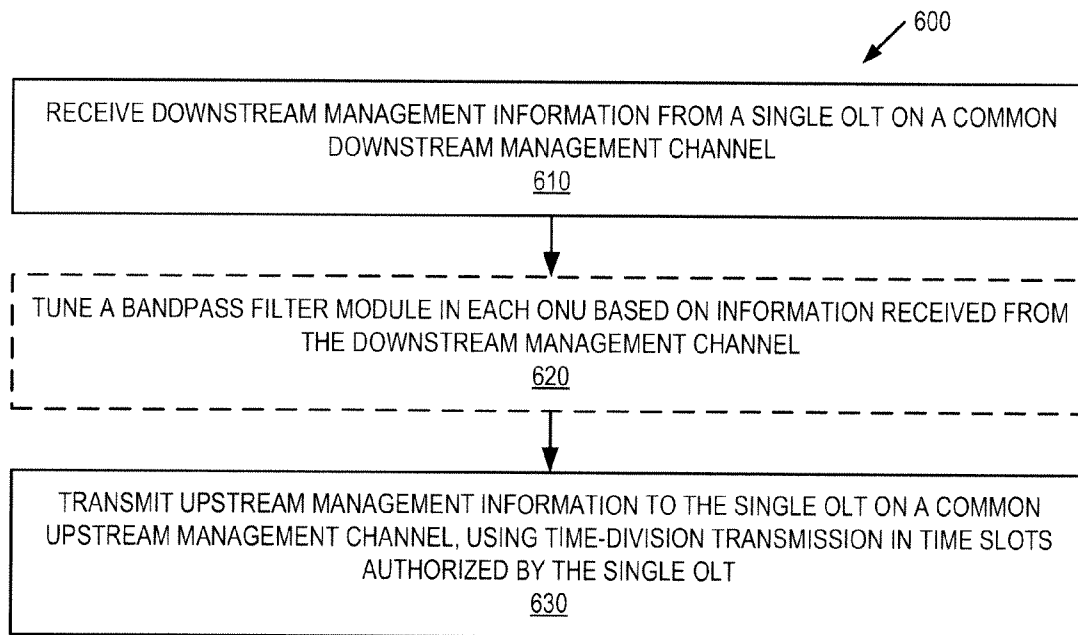 600
RECEIVE DOWNSTREAM MANAGEMENT INFORMATION FROM A SINGLE OLT ON A COMMON
DOWNSTREAM MANAGEMENT CHANNEL
610
TUNE A BANDPASS FILTER MODULE IN EACH ONU BASED ON INFORMATION RECEIVED FROM
THE DOWNSTREAM MANAGEMENT CHANNEL
620
TRANSMIT UPSTREAM MANAGEMENT INFORMATION TO THE SINGLE OLT ON A COMMON
UPSTREAM MANAGEMENT CHANNEL, USING TIME-DIVISION TRANSMISSION IN TIME SLOTS
AUTHORIZED BY THE SINGLE OLT
630